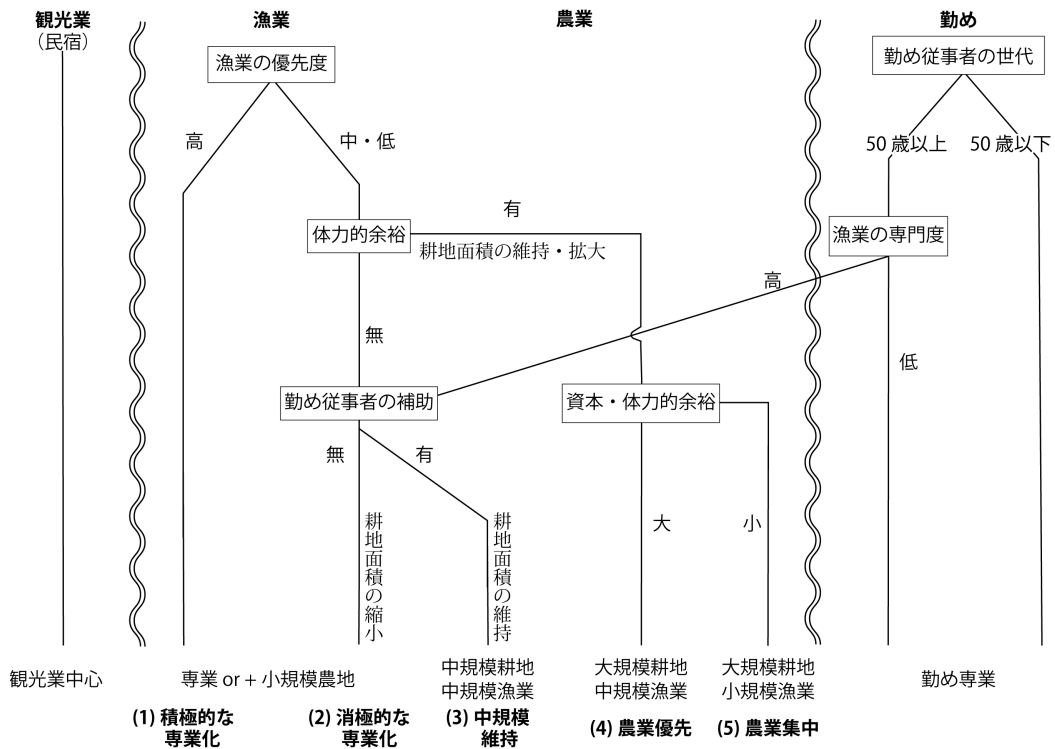 観光業
（民宿）
漁業
農業
勤め
漁業の優先度
勤め従事者の世代
高
中・低
50 歳以上
50 歳以下
有
体力的余裕
耕地面積の維持・拡大
漁業の専門度
高
無
低
勤め従事者の補助
資本・体力的余裕
無
有
大
小
耕地面積の縮小
耕地面積の維持
観光業中心
専業 or + 小規模農地
中規模耕地
中規模漁業
大規模耕地
中規模漁業
大規模耕地
小規模漁業
勤め専業
(1) 積極的な
専業化
(2) 消極的な
専業化
(3) 中規模
維持
(4) 農業優先
(5) 農業集中